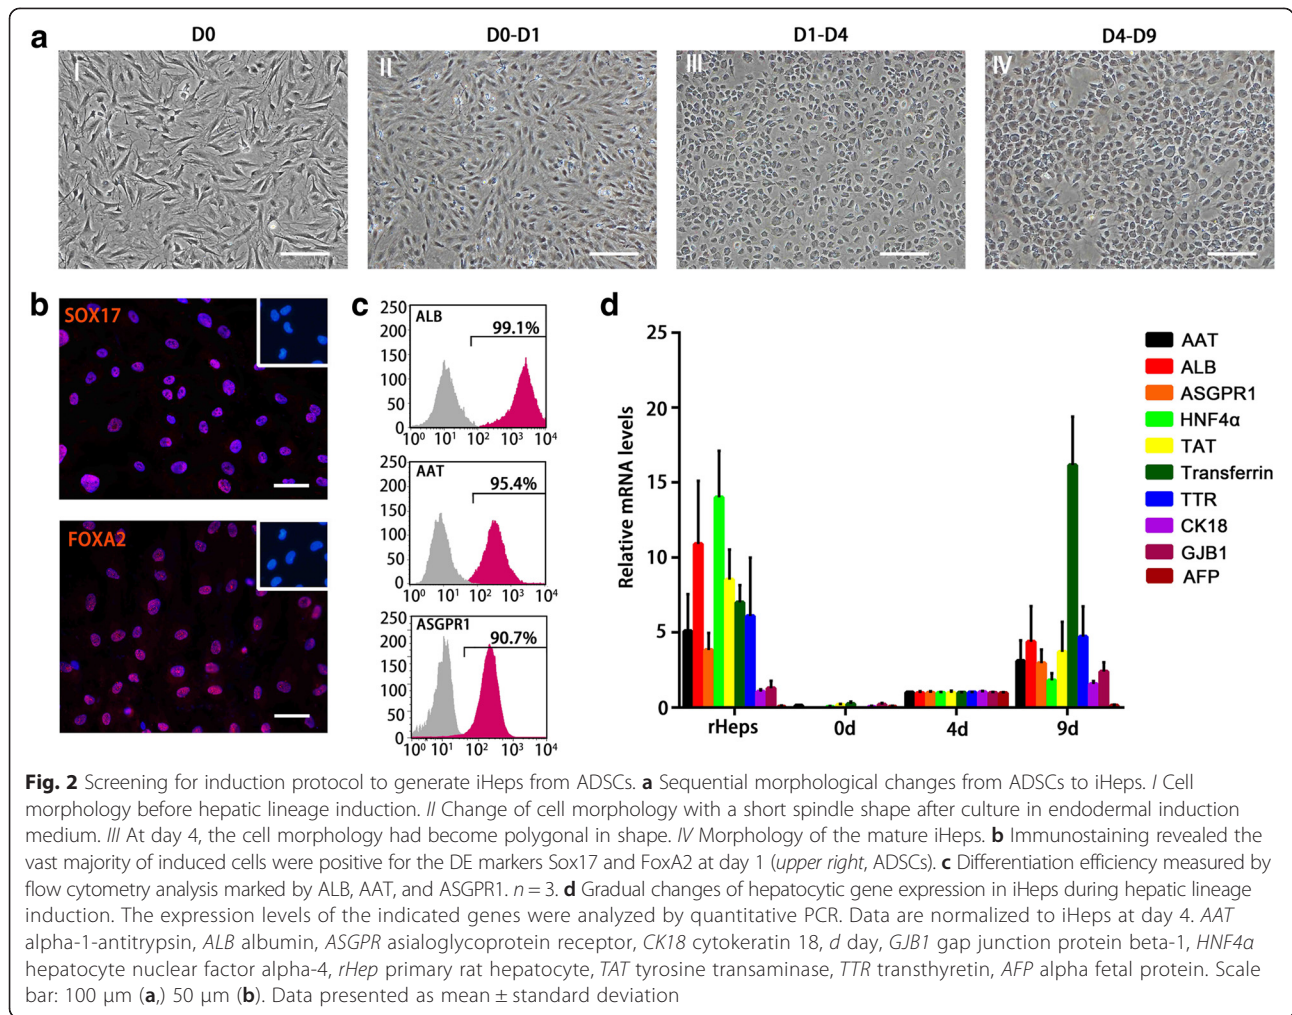 a
D0
D0-D1
D1-D4
D4-D9
I
II
III
IV
b
SOX17
FOXA2
c
250
200
150
100
50
0
ALB
99.1%
10⁰ 10¹ 10² 10³ 10⁴
250
200
150
100
50
0
AAT
95.4%
10⁰ 10¹ 10² 10³ 10⁴
250
200
150
100
50
0
ASGPR1
90.7%
10⁰ 10¹ 10² 10³ 10⁴
d
Relative mRNA levels
25
20
15
10
5
0
rHeps 0d 4d 9d
AAT
ALB
ASGPR1
HNF4α
TAT
Transferrin
TTR
CK18
GJB1
AFP
Fig. 2 Screening for induction protocol to generate iHeps from ADSCs. a Sequential morphological changes from ADSCs to iHeps. I Cell
morphology before hepatic lineage induction. II Change of cell morphology with a short spindle shape after culture in endodermal induction
medium. III At day 4, the cell morphology had become polygonal in shape. IV Morphology of the mature iHeps. b Immunostaining revealed the
vast majority of induced cells were positive for the DE markers Sox17 and FoxA2 at day 1 (upper right, ADSCs). c Differentiation efficiency measured by
flow cytometry analysis marked by ALB, AAT, and ASGPR1. n = 3. d Gradual changes of hepatocytic gene expression in iHeps during hepatic lineage
induction. The expression levels of the indicated genes were analyzed by quantitative PCR. Data are normalized to iHeps at day 4. AAT
alpha-1-antitrypsin, ALB albumin, ASGPR asialoglycoprotein receptor, CK18 cytokeratin 18, d day, GJB1 gap junction protein beta-1, HNF4α
hepatocyte nuclear factor alpha-4, rHep primary rat hepatocyte, TAT tyrosine transaminase, TTR transthyretin, AFP alpha fetal protein. Scale
bar: 100 μm (a,) 50 μm (b). Data presented as mean ± standard deviation